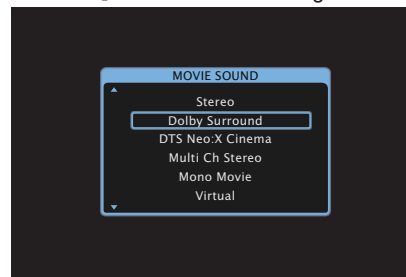 MOVIE SOUND
Stereo
Dolby Surround
DTS Neo:X Cinema
Multi Ch Stereo
Mono Movie
Virtual